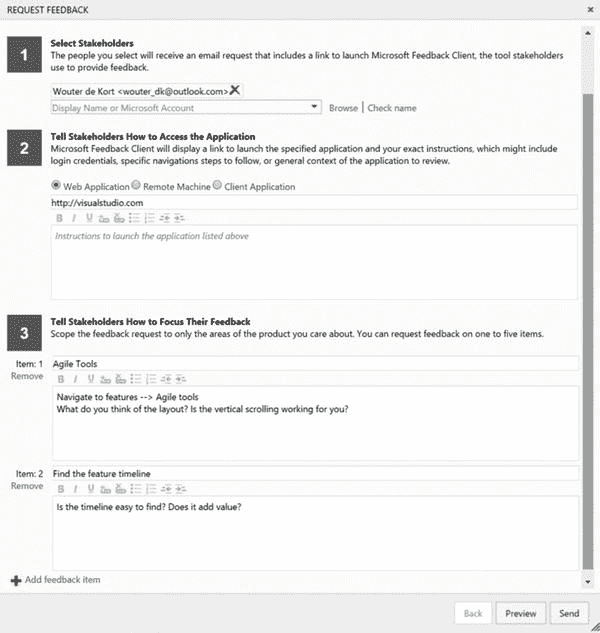 REQUEST FEEDBACK
1
Select Stakeholders
The people you select will receive an email request that includes a link to launch Microsoft Feedback Client, the tool stakeholders
use to provide feedback.
Wouter de Kort <wouter_dk@outlook.com>
Display Name or Microsoft Account
Browse | Check name
2
Tell Stakeholders How to Access the Application
Microsoft Feedback Client will display a link to launch the specified application and your exact instructions, which might include
login credentials, specific navigations steps to follow, or general context of the application to review.
Web Application Remote Machine Client Application
http://visualstudio.com
B I U
Instructions to launch the application listed above
3
Tell Stakeholders How to Focus Their Feedback
Scope the feedback request to only the areas of the product you care about. You can request feedback on one to five items.
Item: 1 Agile Tools
Remove
B I U
Navigate to features --> Agile tools
What do you think of the layout? Is the vertical scrolling working for you?
Item: 2 Find the feature timeline
Remove
B I U
Is the timeline easy to find? Does it add value?
Add feedback item
Back Preview Send